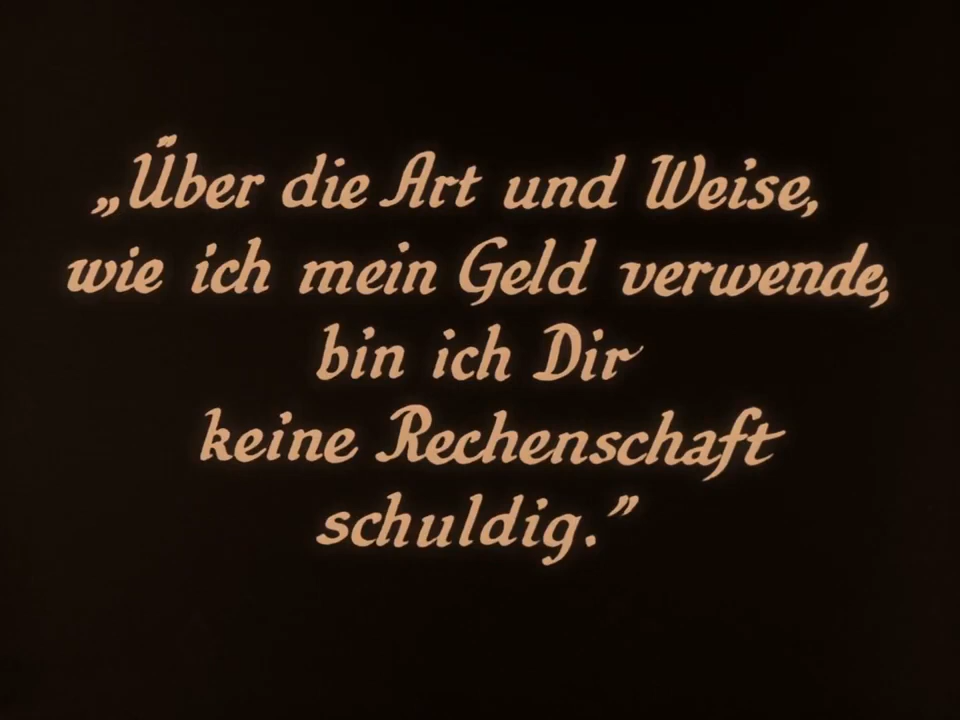 „Über die Art und Weise,
wie ich mein Geld verwende,
bin ich Dir
keine Rechenschaft
schuldig.”